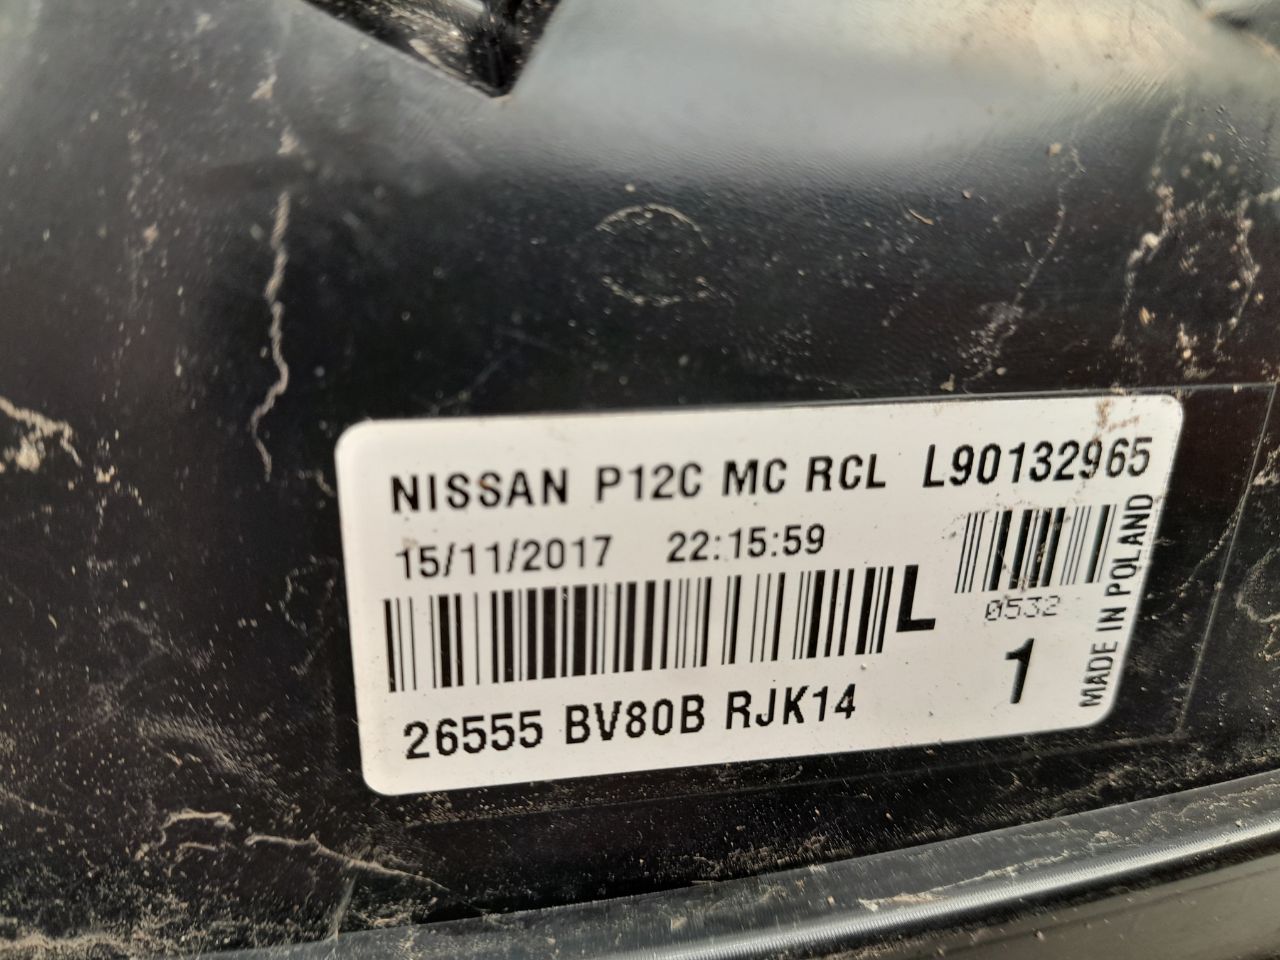 NISSAN P12C MC RCL L90132965
15/11/2017 22:15:59
L
0532
1
MADE IN POLAND
26555 BV80B RJK14